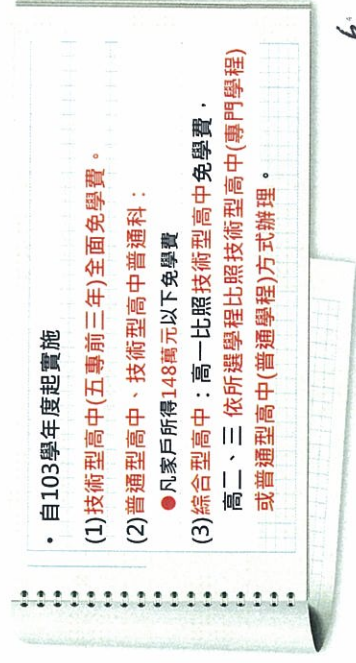 • 自103學年度起實施
(1)技術型高中(五專前三年)全面免學費。
(2)普通型高中、技術型高中普通科：
●凡家戶所得148萬元以下免學費
(3)綜合型高中：高一比照技術型高中免學費，
高二、三 依所選學程比照技術型高中(專門學程)
或普通型高中(普通學程)方式辦理。
4